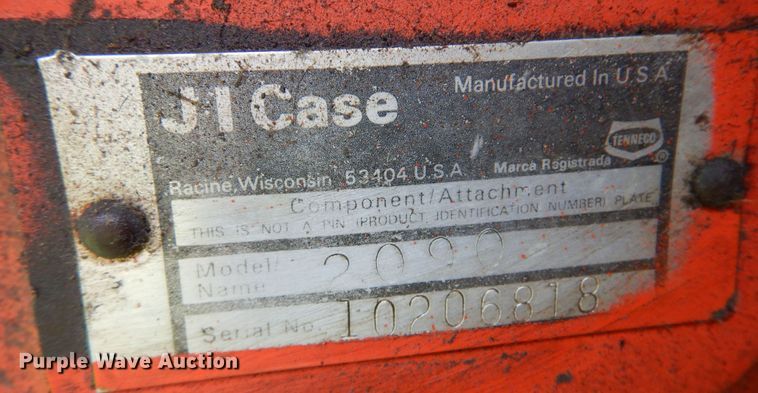 J I Case
Manufactured In U.S.A.
TENNECO
Racine, Wisconsin 53404 U.S.A.
Marca Registrada ®
Component/Attachment
THIS IS NOT A PIN (PRODUCT IDENTIFICATION NUMBER) PLATE
Model/ Name 2090
Serial No. 10206818
Purple Wave Auction